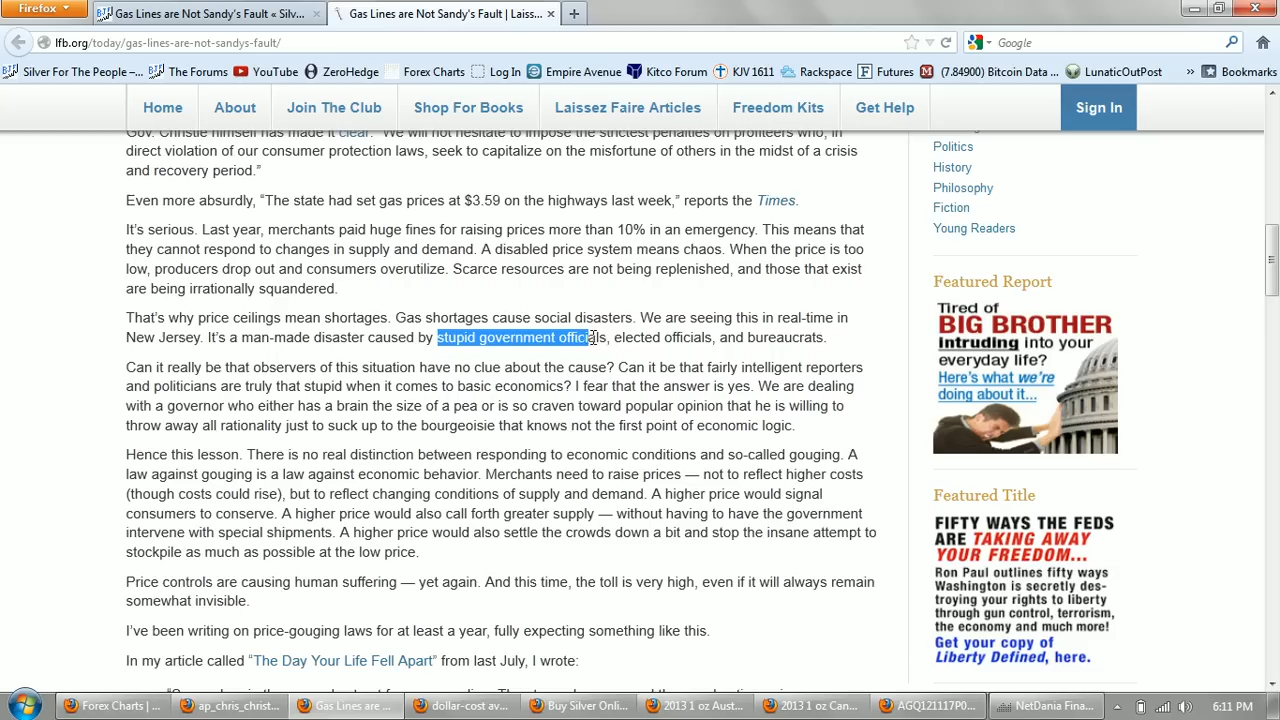 Firefox
Gas Lines are Not Sandy's Fault « Silv...
Gas Lines are Not Sandy's Fault | Laiss...
lfb.org/today/gas-lines-are-not-sandys-fault/
Google
Silver For The People –...
The Forums
YouTube
ZeroHedge
Forex Charts
Log In
Empire Avenue
Kitco Forum
KJV 1611
Rackspace
Futures
(7.84900) Bitcoin Data ...
LunaticOutPost
Bookmarks
Home
About
Join The Club
Shop For Books
Laissez Faire Articles
Freedom Kits
Get Help
Sign In
Gov. Christie himself has made it clear: “We will not hesitate to impose the strictest penalties on profiteers who, in
direct violation of our consumer protection laws, seek to capitalize on the misfortune of others in the midst of a crisis
and recovery period.”
Even more absurdly, “The state had set gas prices at $3.59 on the highways last week,” reports the Times.
It’s serious. Last year, merchants paid huge fines for raising prices more than 10% in an emergency. This means that
they cannot respond to changes in supply and demand. A disabled price system means chaos. When the price is too
low, producers drop out and consumers overutilize. Scarce resources are not being replenished, and those that exist
are being irrationally squandered.
That’s why price ceilings mean shortages. Gas shortages cause social disasters. We are seeing this in real-time in
New Jersey. It’s a man-made disaster caused by stupid government officials, elected officials, and bureaucrats.
Can it really be that observers of this situation have no clue about the cause? Can it be that fairly intelligent reporters
and politicians are truly that stupid when it comes to basic economics? I fear that the answer is yes. We are dealing
with a governor who either has a brain the size of a pea or is so craven toward popular opinion that he is willing to
throw away all rationality just to suck up to the bourgeoisie that knows not the first point of economic logic.
Hence this lesson. There is no real distinction between responding to economic conditions and so-called gouging. A
law against gouging is a law against economic behavior. Merchants need to raise prices — not to reflect higher costs
(though costs could rise), but to reflect changing conditions of supply and demand. A higher price would signal
consumers to conserve. A higher price would also call forth greater supply — without having to have the government
intervene with special shipments. A higher price would also settle the crowds down a bit and stop the insane attempt to
stockpile as much as possible at the low price.
Price controls are causing human suffering — yet again. And this time, the toll is very high, even if it will always remain
somewhat invisible.
I’ve been writing on price-gouging laws for at least a year, fully expecting something like this.
In my article called “The Day Your Life Fell Apart” from last July, I wrote:
Politics
History
Philosophy
Fiction
Young Readers
Featured Report
Tired of
BIG BROTHER
Intruding into
your everyday life?
Here's what we're
doing about it...
Featured Title
FIFTY WAYS THE FEDS
ARE TAKING AWAY
YOUR FREEDOM...
Ron Paul outlines fifty ways
Washington is secretly des-
troying your rights to liberty
through gun control, terrorism,
the economy and much more!
Get your copy of
Liberty Defined, here.
Forex Charts | ...
ap_chris_christ...
Gas Lines are ...
dollar-cost av...
Buy Silver Onli...
2013 1 oz Aust...
2013 1 oz Can...
AGQ121117P0...
NetDania Fina...
6:11 PM